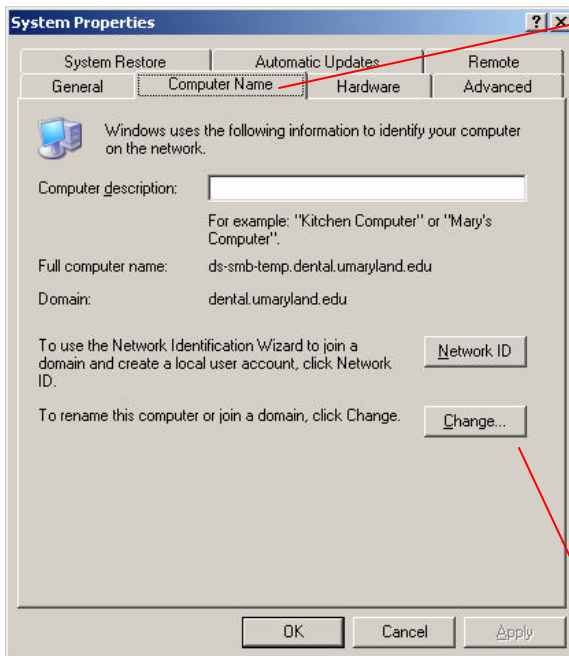 System Properties
System Restore Automatic Updates Remote
General Computer Name Hardware Advanced
Windows uses the following information to identify your computer
on the network.
Computer description:
For example: "Kitchen Computer" or "Mary's
Computer".
Full computer name: ds-smb-temp.dental.umaryland.edu
Domain: dental.umaryland.edu
To use the Network Identification Wizard to join a
domain and create a local user account, click Network
ID.
Network ID
To rename this computer or join a domain, click Change.
Change...
OK Cancel Apply